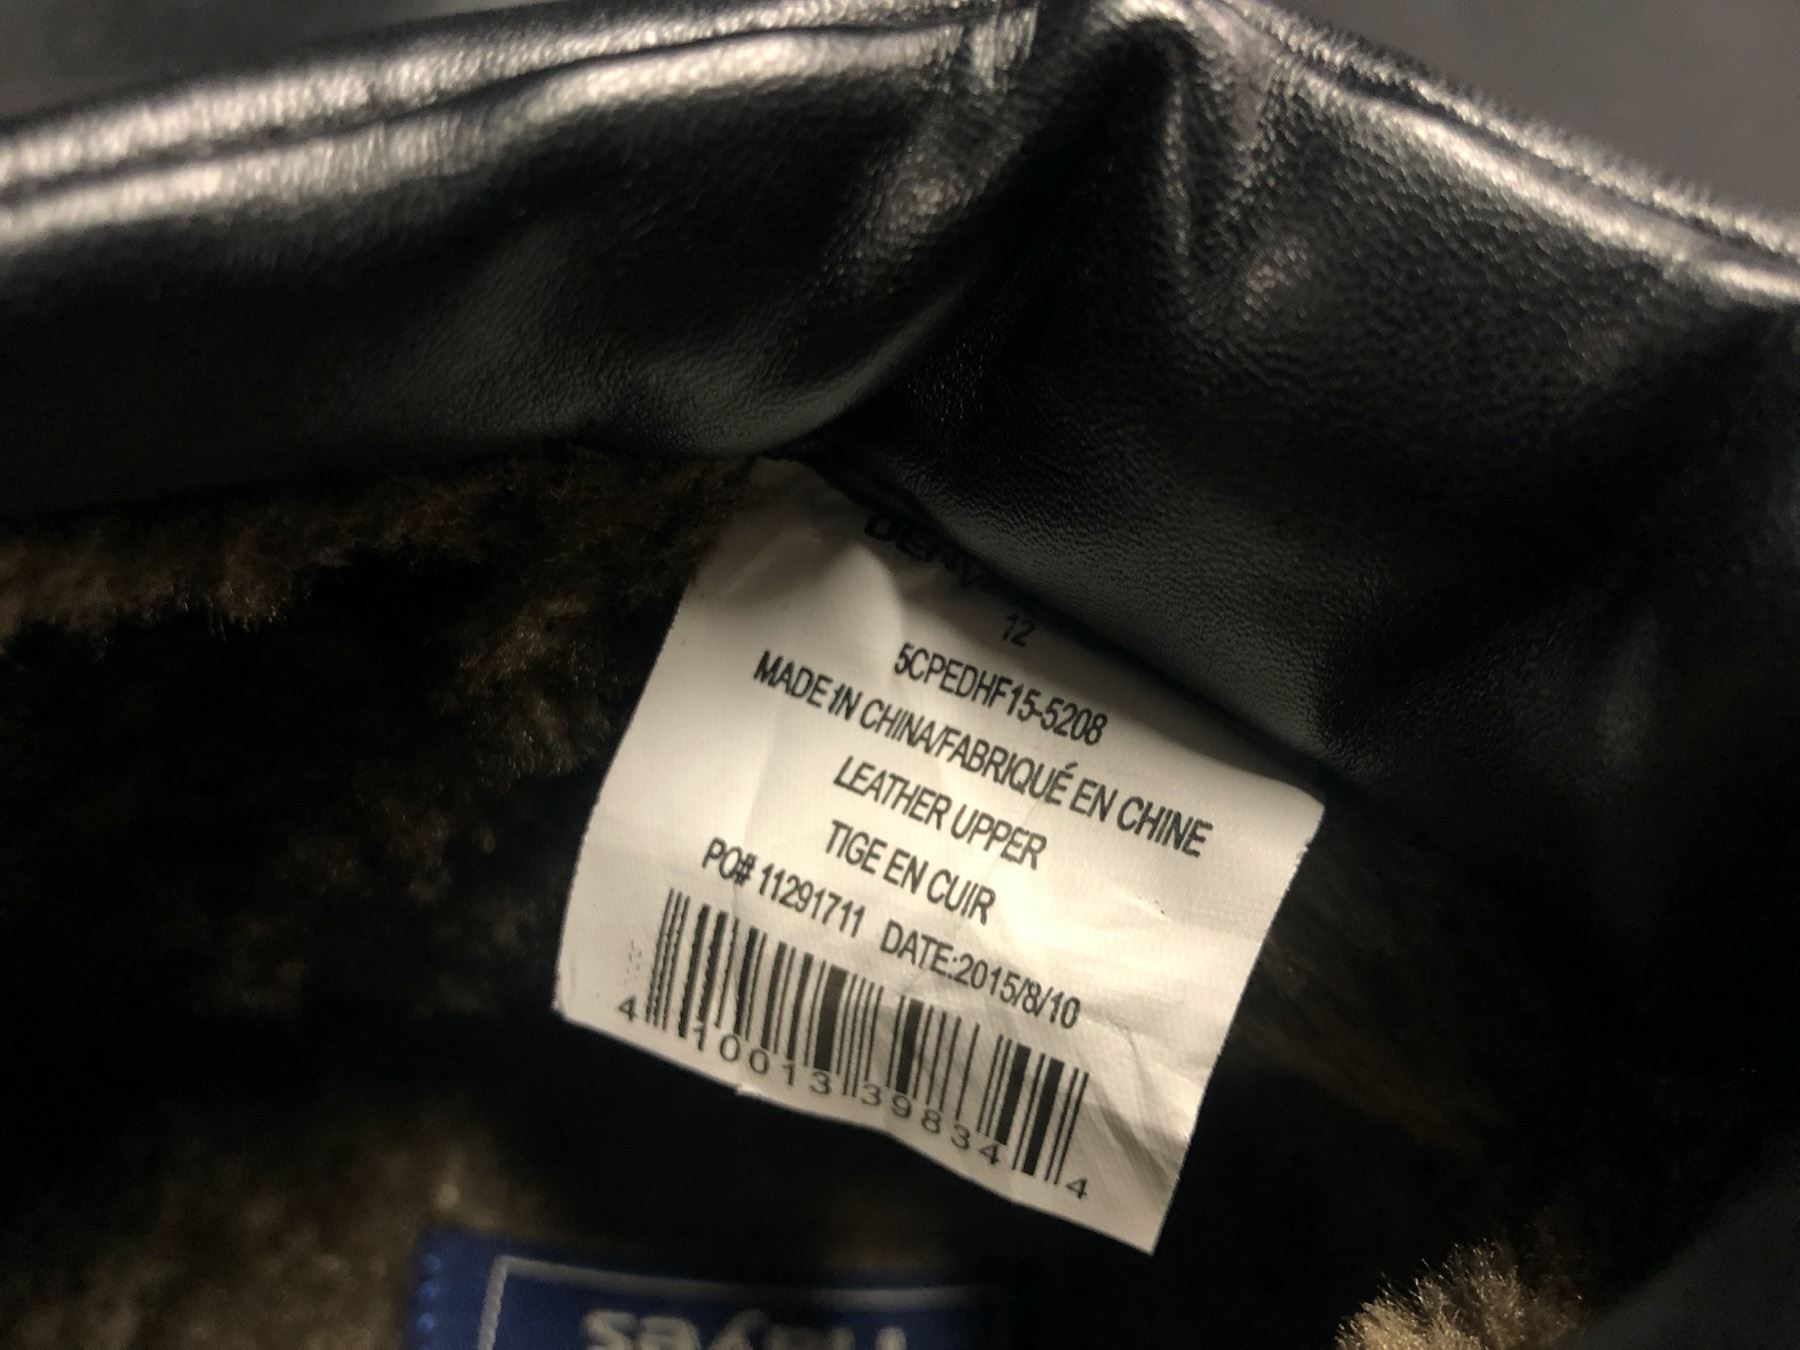 12
5CPEDHF15-5208
MADE IN CHINA/FABRIQUÉ EN CHINE
LEATHER UPPER
TIGE EN CUIR
PO# 11291711 DATE:2015/8/10
4 10013 39834 4